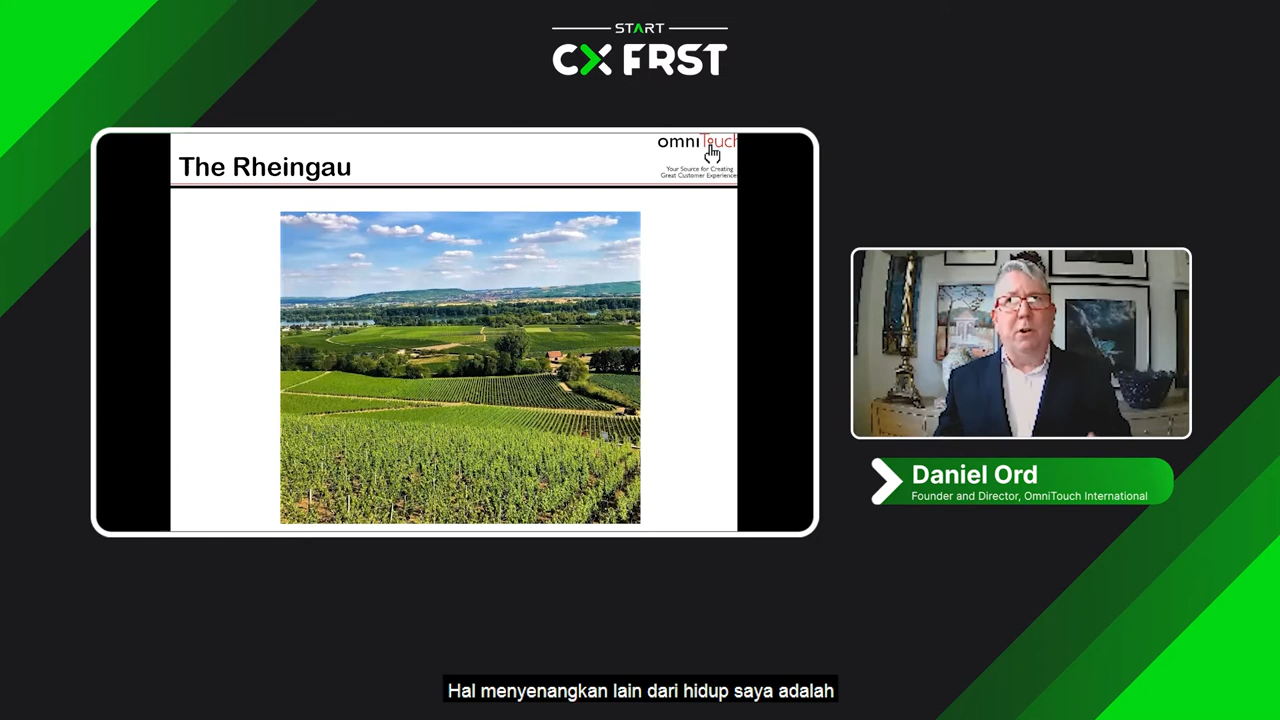 START
CX FRST
The Rheingau
omniTouch
Your Source for Creating
Great Customer Experience
Daniel Ord
Founder and Director, OmniTouch International
Hal menyenangkan lain dari hidup saya adalah